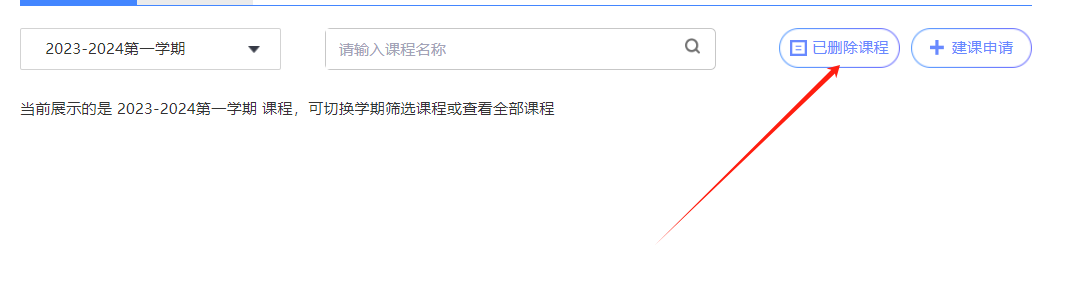 2023-2024第一学期
请输入课程名称
已删除课程
建课申请
当前展示的是 2023-2024第一学期 课程，可切换学期筛选课程或查看全部课程